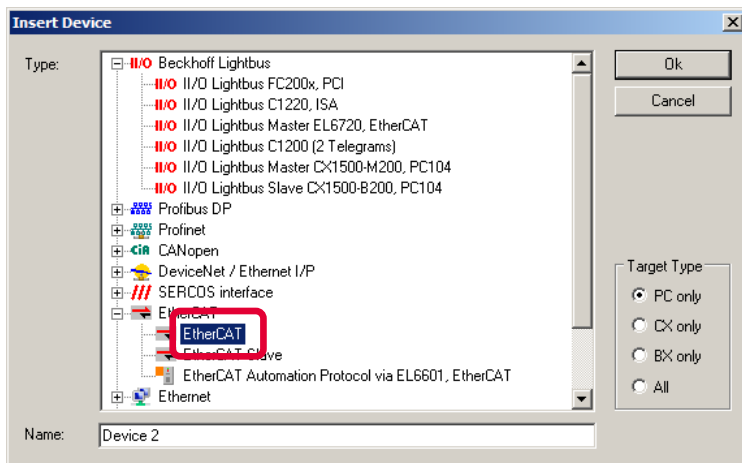 Insert Device
Type:
II/O Beckhoff Lightbus
II/O II/O Lightbus FC200x, PCI
II/O II/O Lightbus C1220, ISA
II/O II/O Lightbus Master EL6720, EtherCAT
II/O II/O Lightbus C1200 (2 Telegrams)
II/O II/O Lightbus Master CX1500-M200, PC104
II/O II/O Lightbus Slave CX1500-B200, PC104
Profibus DP
Profinet
CiA CANopen
DeviceNet / Ethernet I/P
SERCOS interface
EtherCAT
EtherCAT
EtherCAT Slave
EtherCAT Automation Protocol via EL6601, EtherCAT
Ethernet
Ok
Cancel
Target Type
PC only
CX only
BX only
All
Name:
Device 2